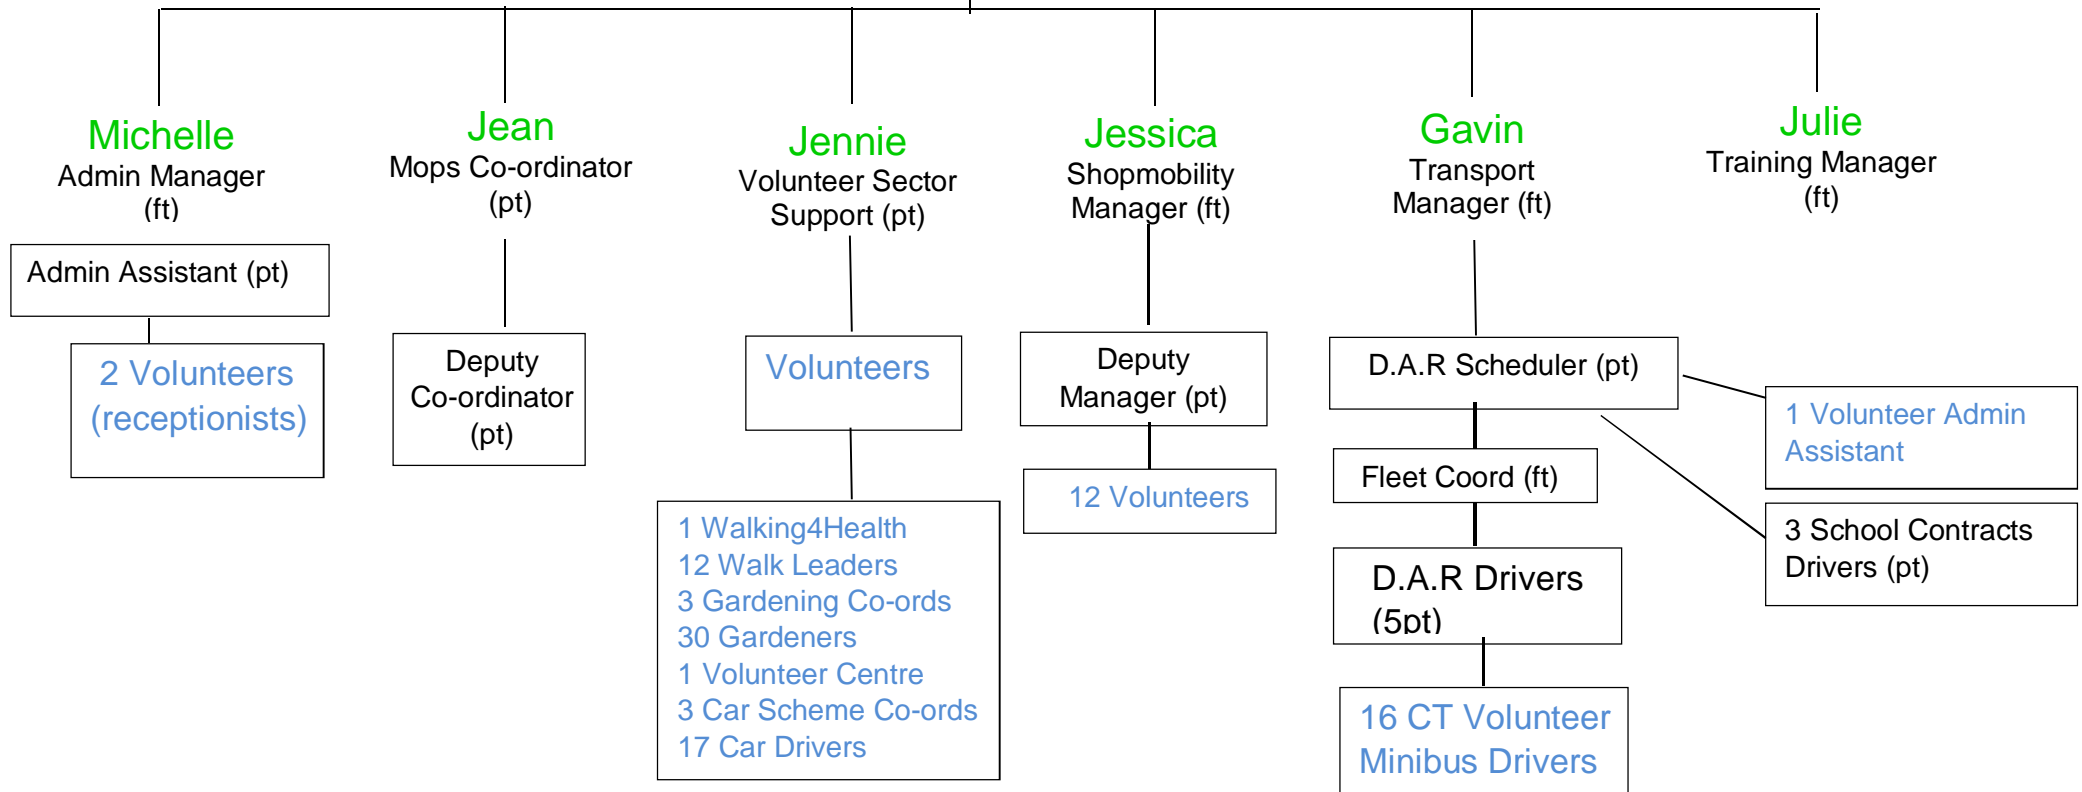 Michelle
Admin Manager
(ft)
Admin Assistant (pt)
2 Volunteers
(receptionists)
Jean
Mops Co-ordinator
(pt)
Deputy
Co-ordinator
(pt)
Jennie
Volunteer Sector
Support (pt)
Volunteers
1 Walking4Health
12 Walk Leaders
3 Gardening Co-ords
30 Gardeners
1 Volunteer Centre
3 Car Scheme Co-ords
17 Car Drivers
Jessica
Shopmobility
Manager (ft)
Deputy
Manager (pt)
12 Volunteers
Gavin
Transport
Manager (ft)
D.A.R Scheduler (pt)
Fleet Coord (ft)
D.A.R Drivers
(5pt)
16 CT Volunteer
Minibus Drivers
1 Volunteer Admin
Assistant
3 School Contracts
Drivers (pt)
Julie
Training Manager
(ft)